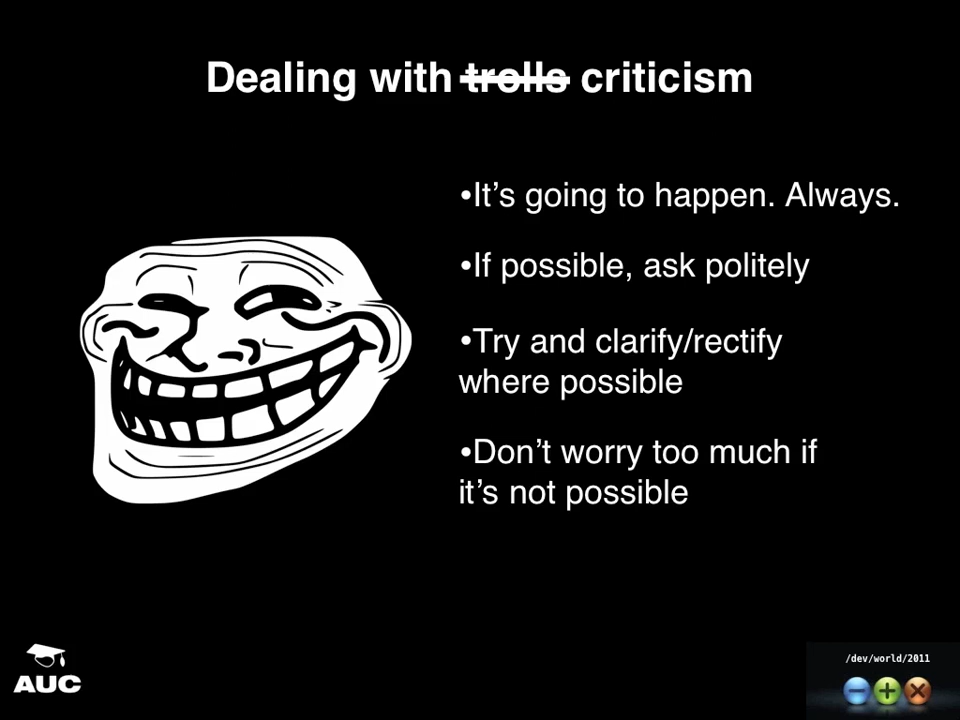 Dealing with trolls criticism
•It’s going to happen. Always.
•If possible, ask politely
•Try and clarify/rectify
where possible
•Don’t worry too much if
it’s not possible
AUC
/dev/world/2011